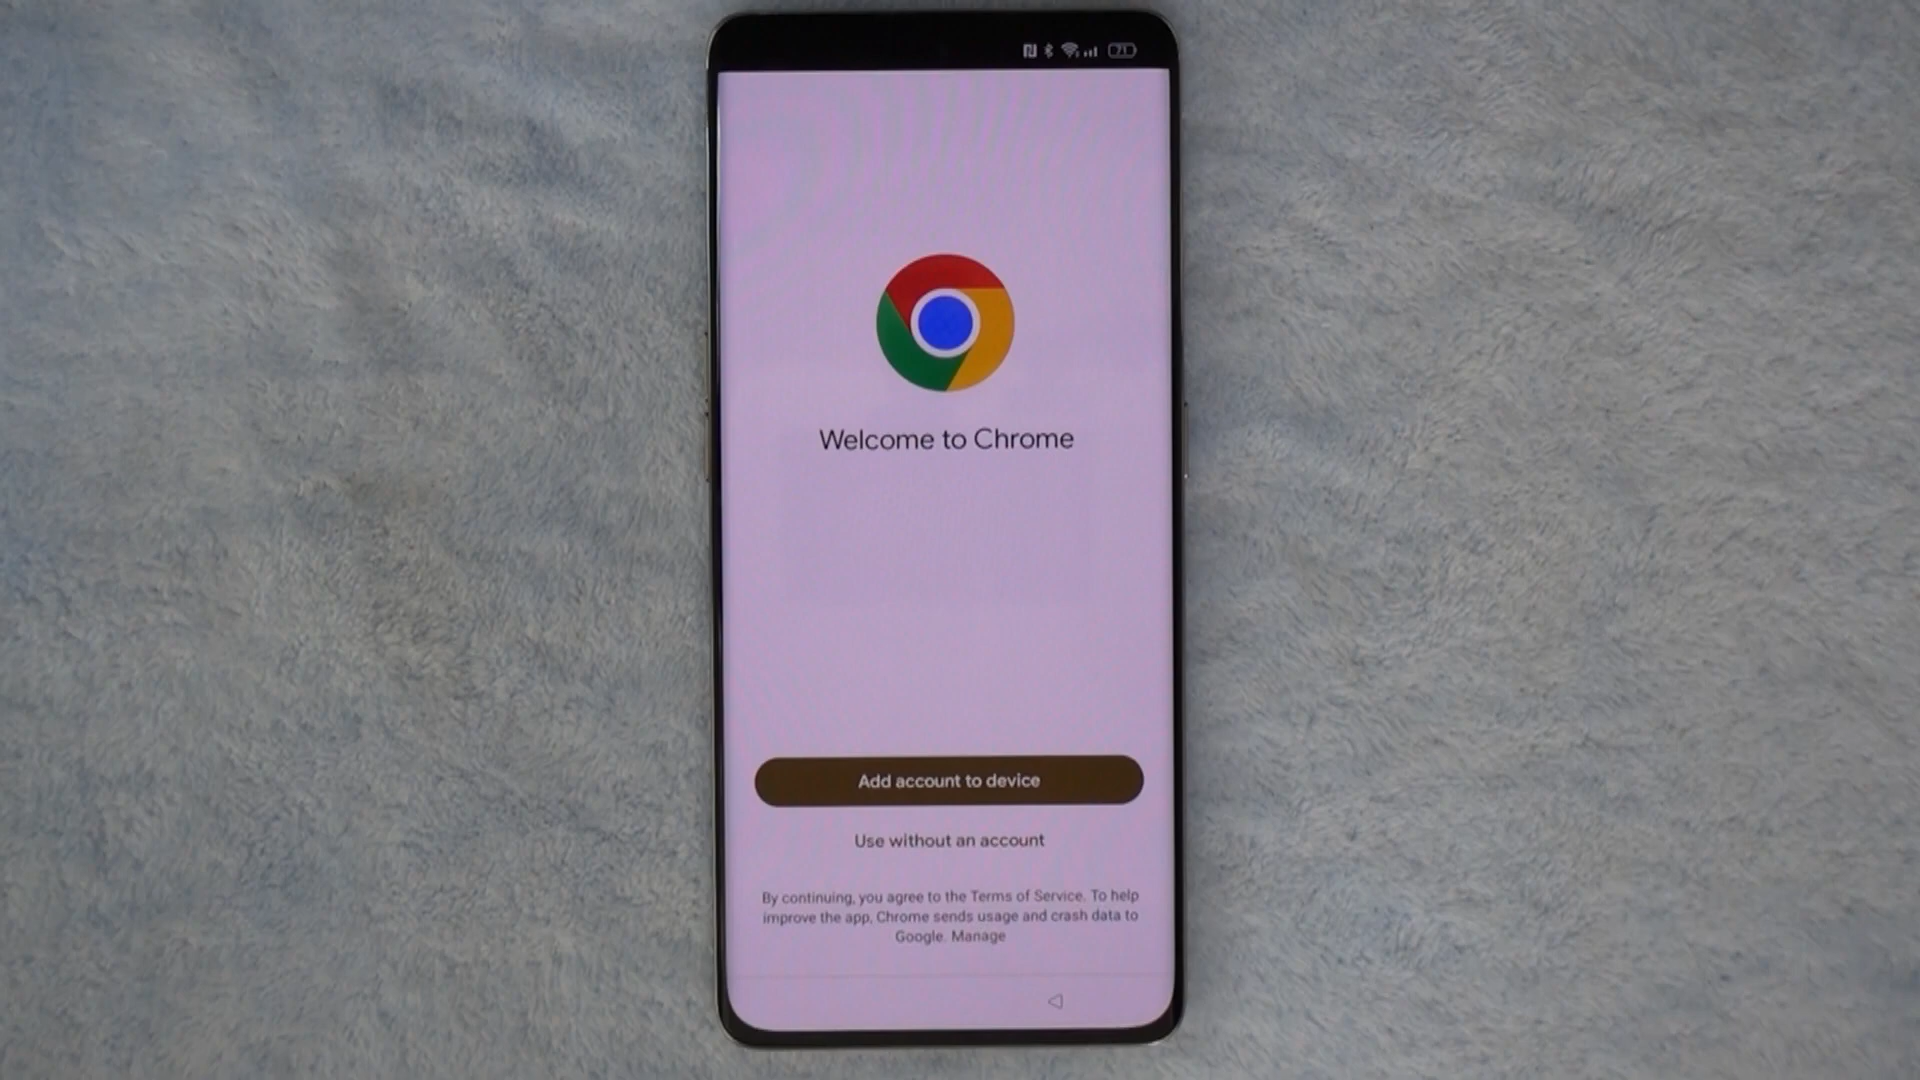 71
Welcome to Chrome
Add account to device
Use without an account
By continuing, you agree to the Terms of Service. To help
improve the app, Chrome sends usage and crash data to
Google. Manage